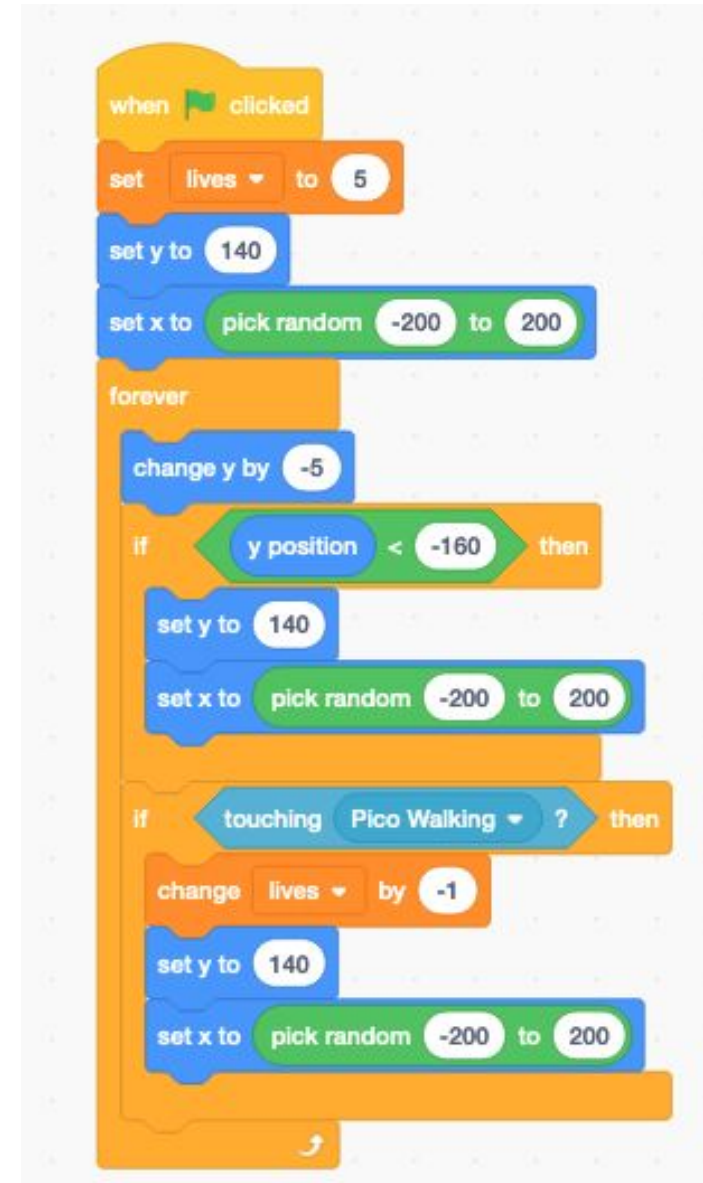 when clicked
set lives to 5
set y to 140
set x to pick random -200 to 200
forever
change y by -5
if y position < -160 then
set y to 140
set x to pick random -200 to 200
if touching Pico Walking ? then
change lives by -1
set y to 140
set x to pick random -200 to 200